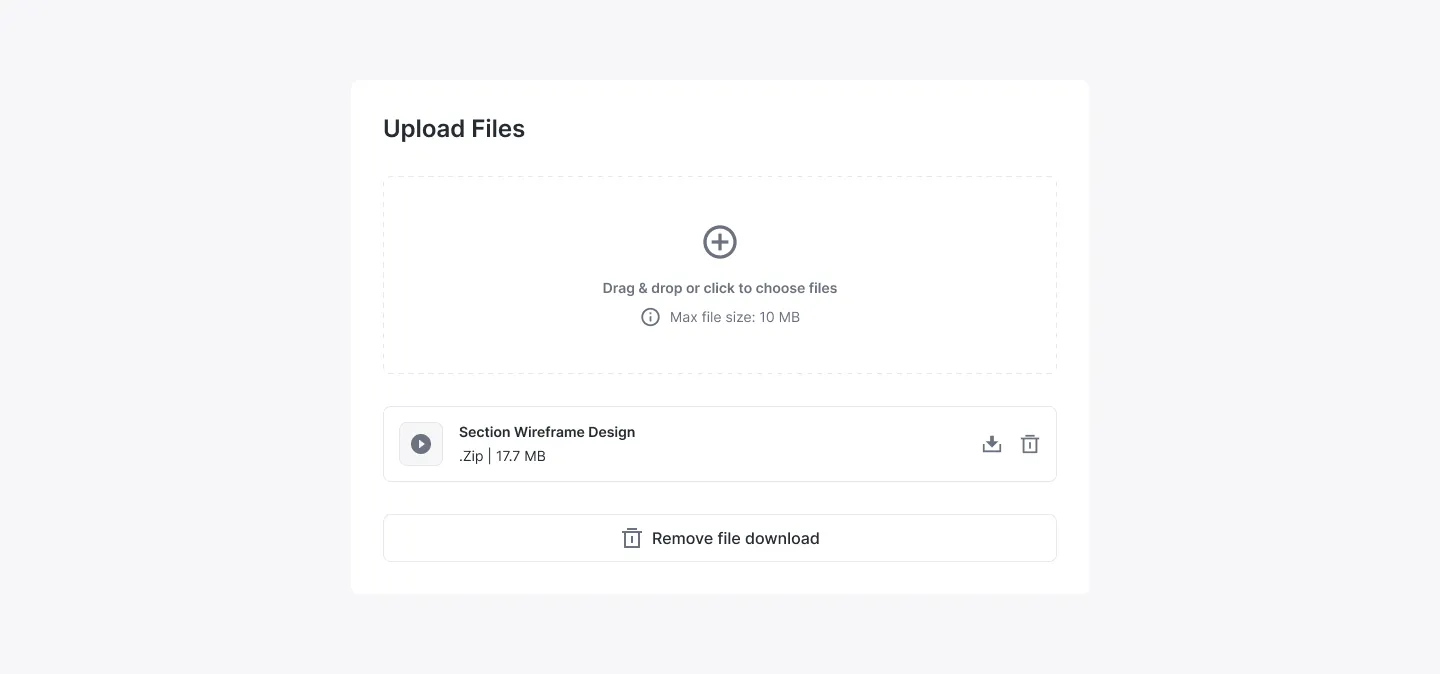 Upload Files
Drag & drop or click to choose files
Max file size: 10 MB
Section Wireframe Design
.Zip | 17.7 MB
Remove file download